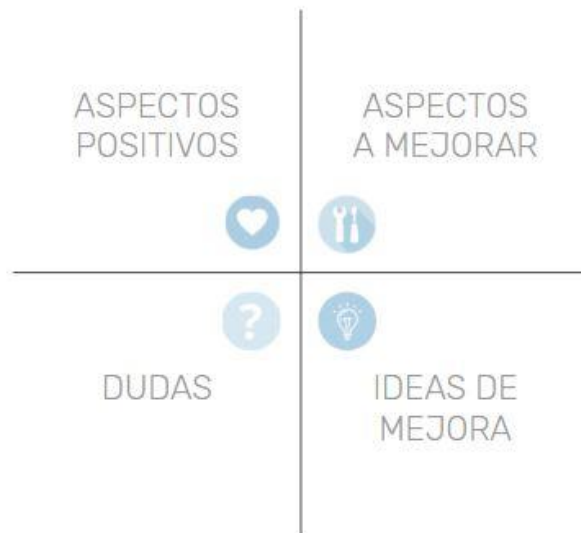 ASPECTOS
POSITIVOS
ASPECTOS
A MEJORAR
?
DUDAS
IDEAS DE
MEJORA